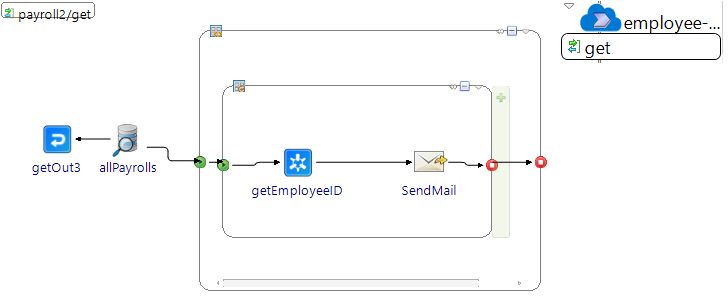 payroll2/get
employee-...
get
getOut3
allPayrolls
getEmployeeID
SendMail